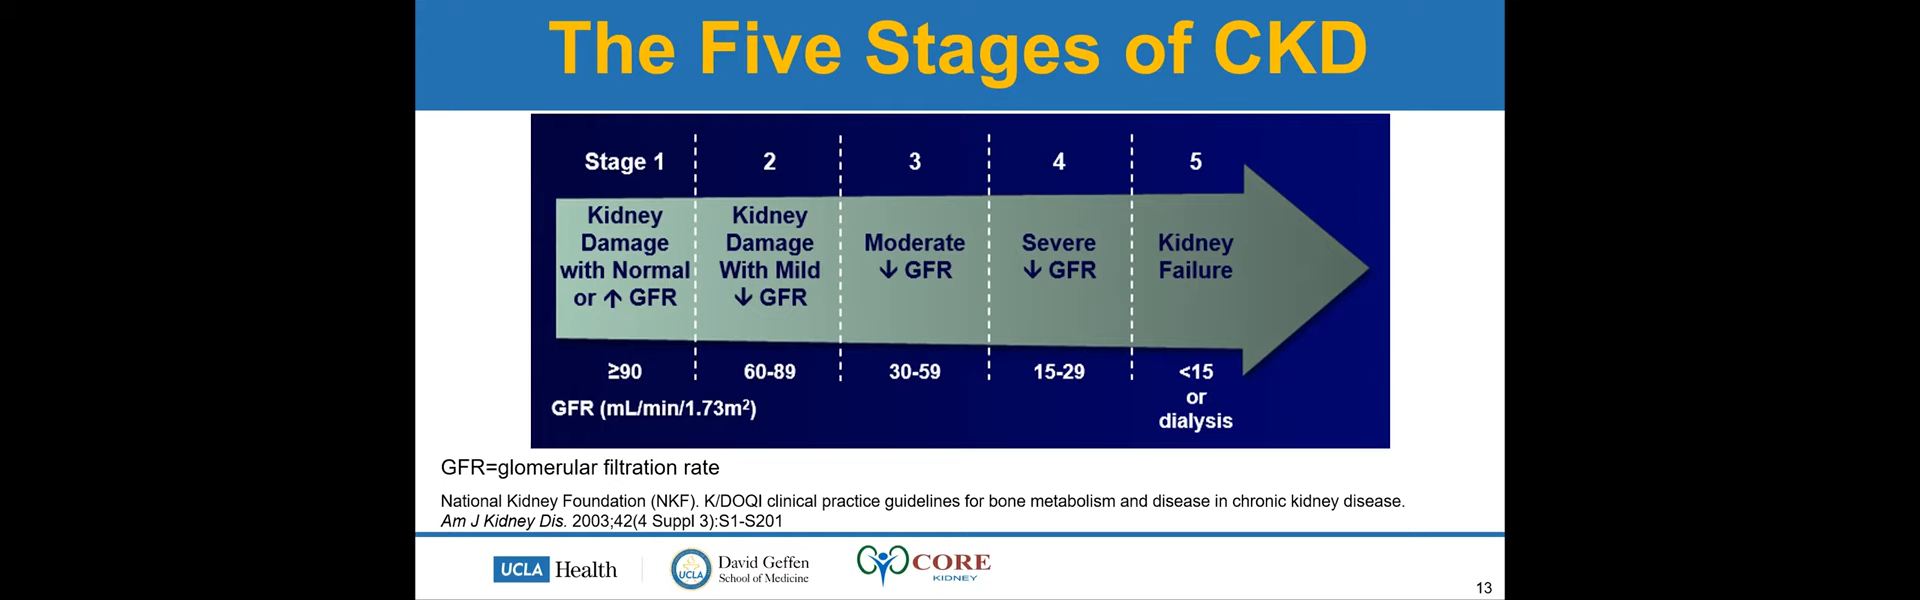 The Five Stages of CKD
Stage 1
2
3
4
5
Kidney
Damage
with Normal
or ↑ GFR
Kidney
Damage
With Mild
↓ GFR
Moderate
↓ GFR
Severe
↓ GFR
Kidney
Failure
≥90
60-89
30-59
15-29
<15
or
dialysis
GFR (mL/min/1.73m²)
GFR=glomerular filtration rate
National Kidney Foundation (NKF). K/DOQI clinical practice guidelines for bone metabolism and disease in chronic kidney disease.
Am J Kidney Dis. 2003;42(4 Suppl 3):S1-S201
UCLA Health
UCLA
David Geffen
School of Medicine
CORE
KIDNEY
13